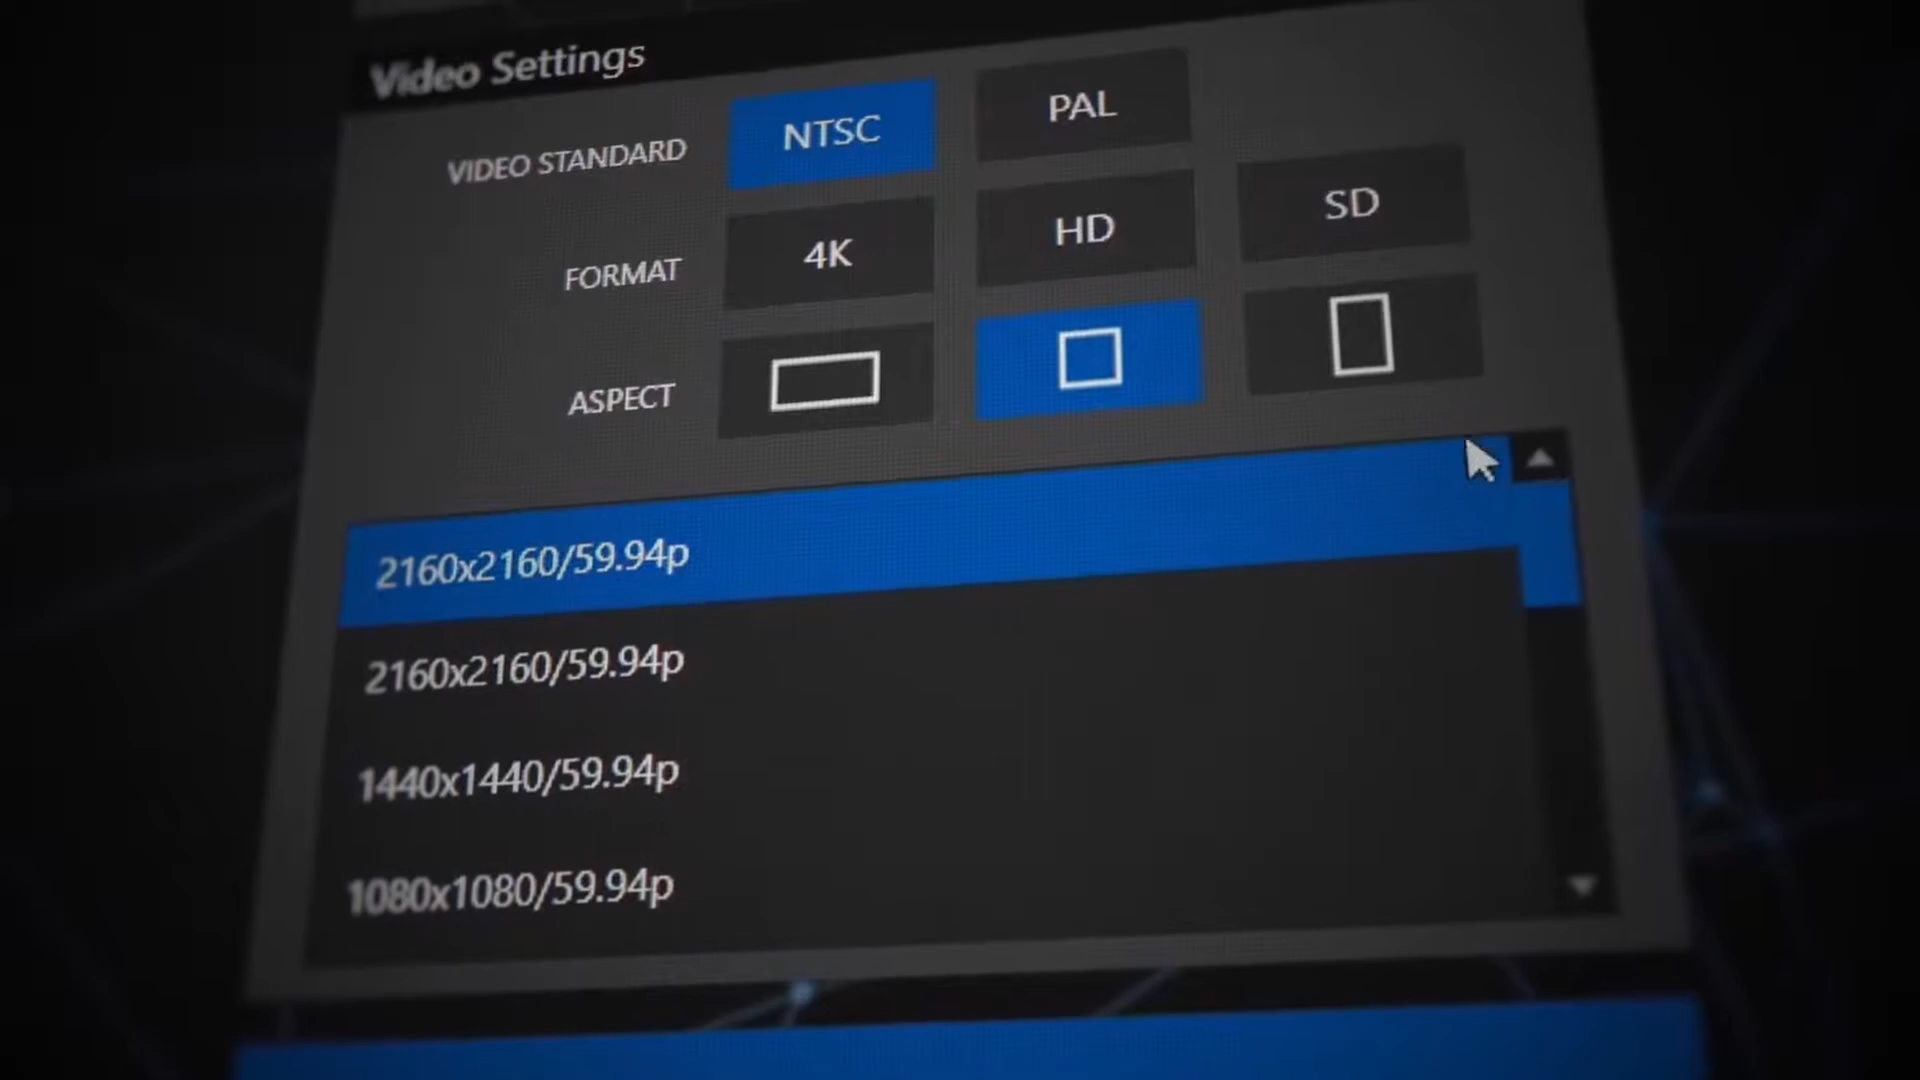 Video Settings
VIDEO STANDARD NTSC PAL
FORMAT 4K HD SD
ASPECT
2160x2160/59.94p
2160x2160/59.94p
1440x1440/59.94p
1080x1080/59.94p